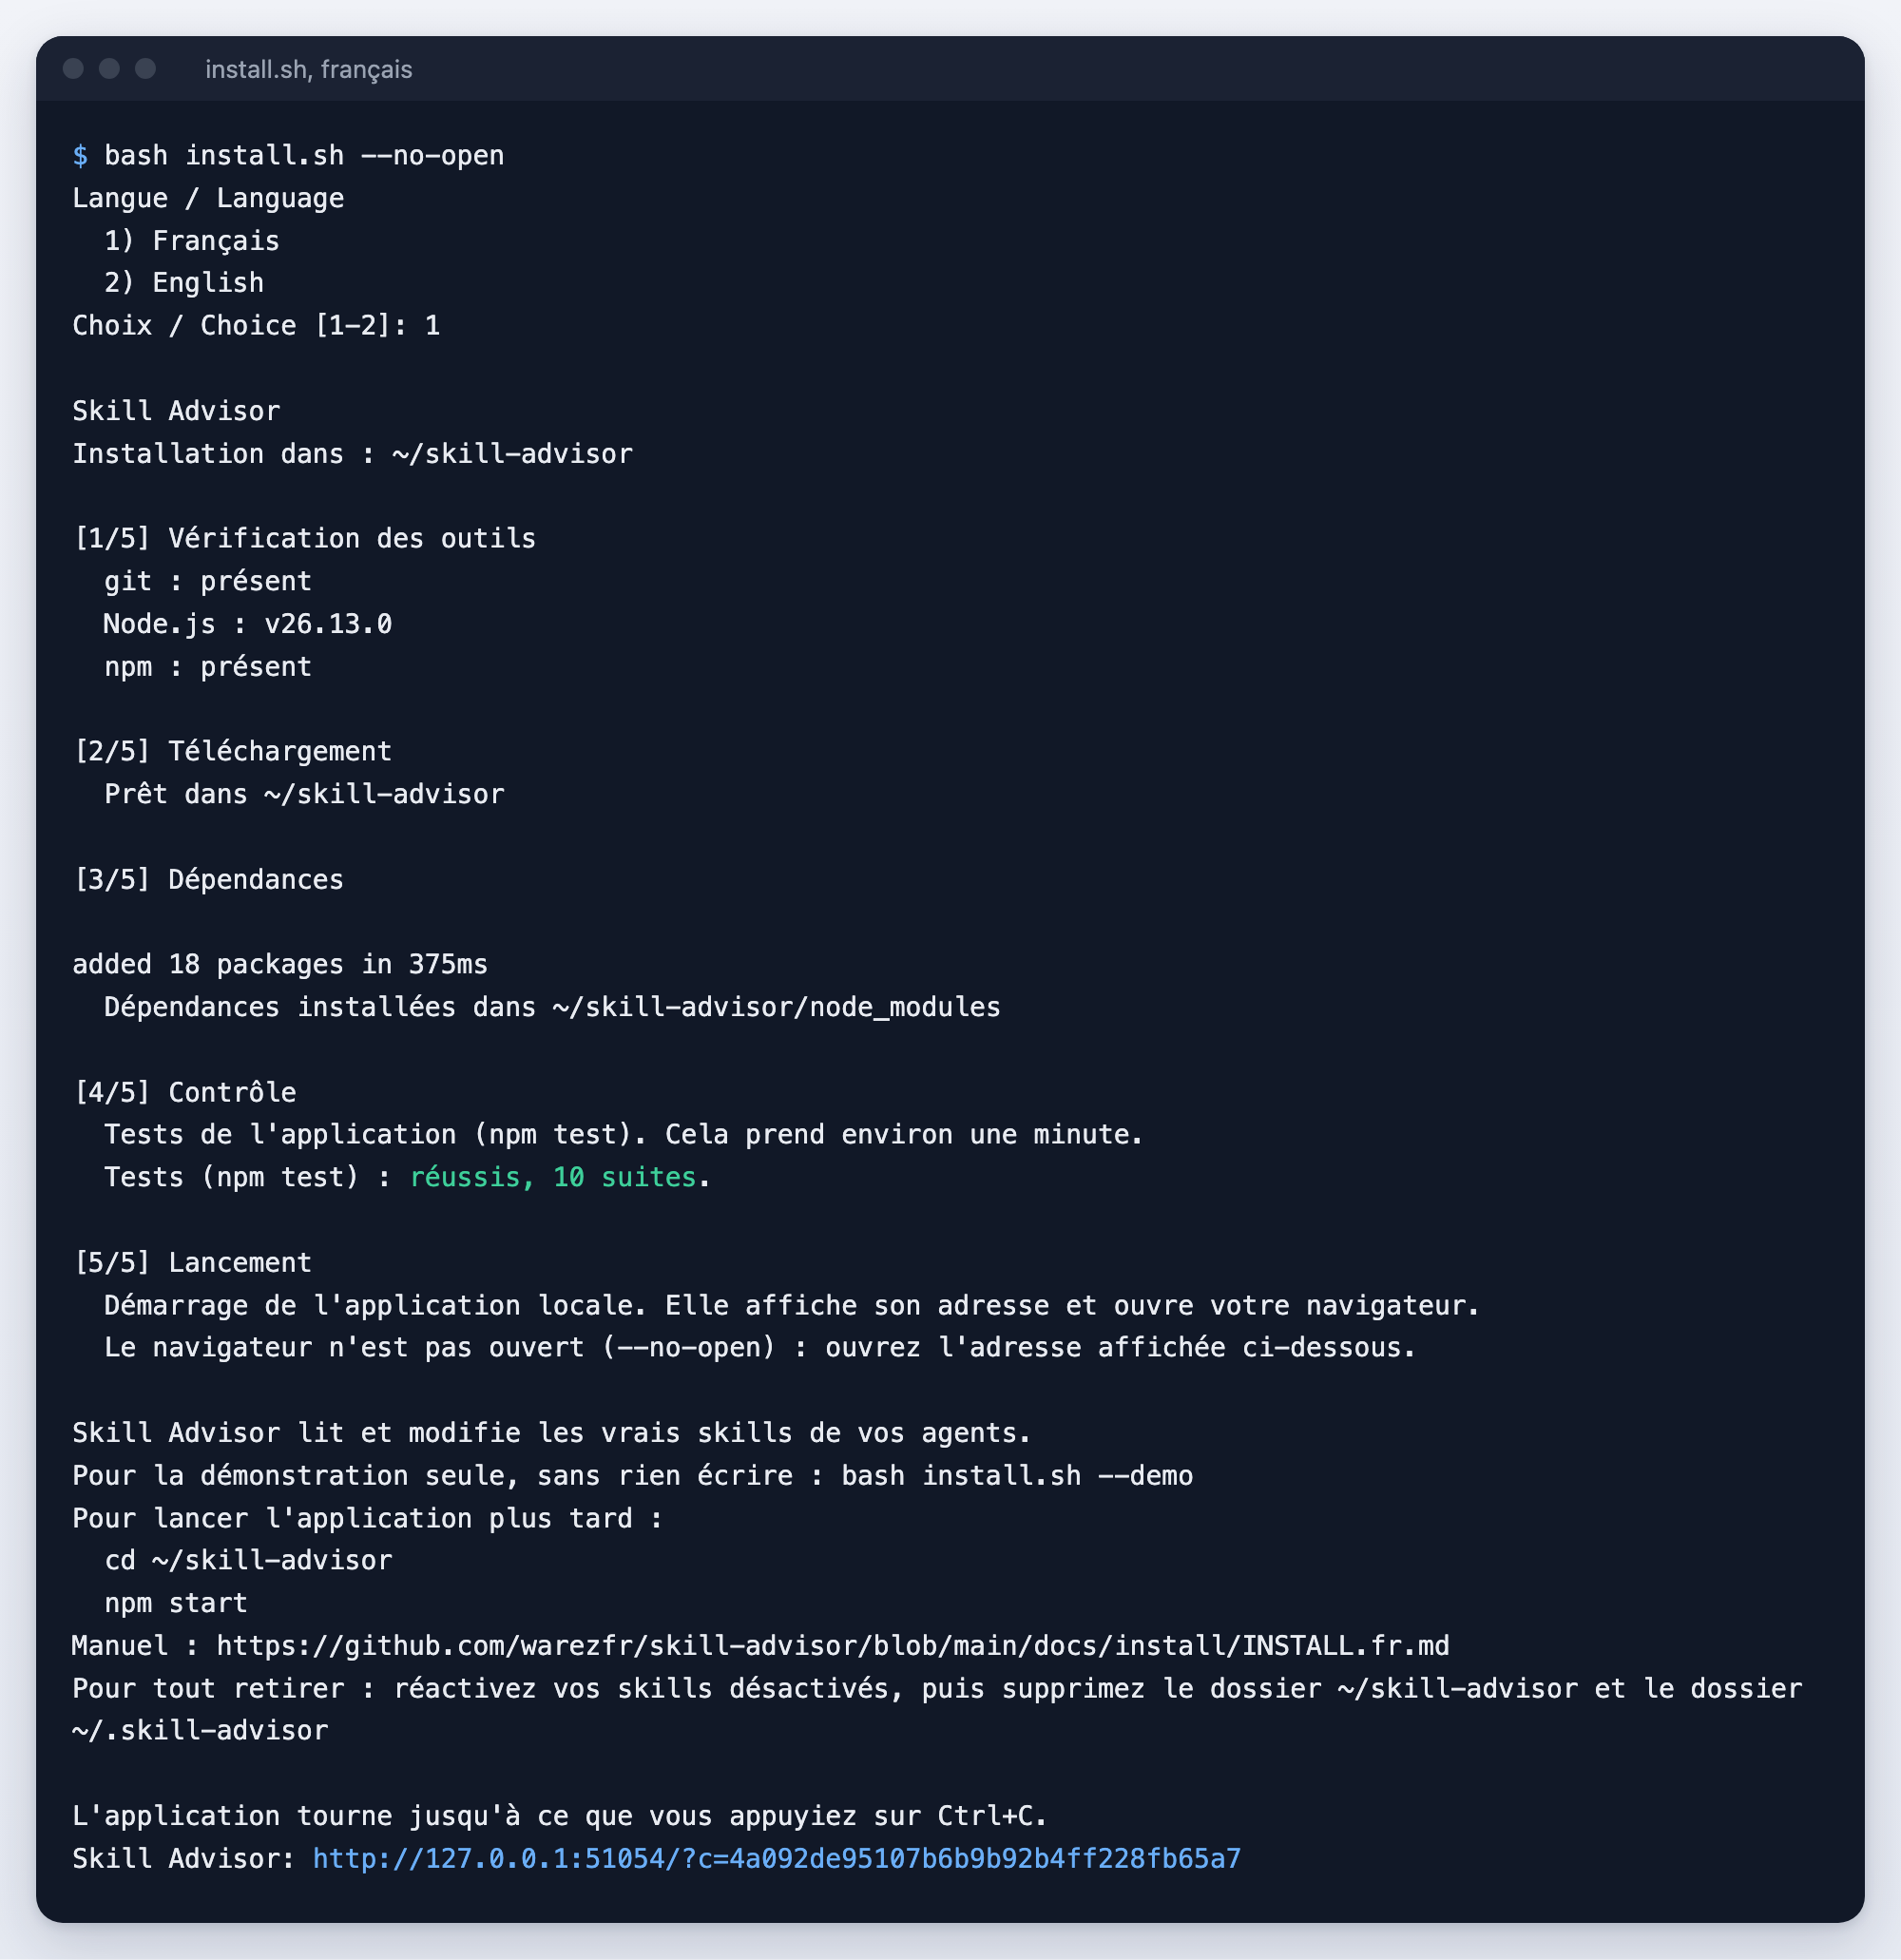 install.sh, français
$ bash install.sh --no-open
Langue / Language
1) Français
2) English
Choix / Choice [1-2]: 1
Skill Advisor
Installation dans : ~/skill-advisor
[1/5] Vérification des outils
git : présent
Node.js : v26.13.0
npm : présent
[2/5] Téléchargement
Prêt dans ~/skill-advisor
[3/5] Dépendances
added 18 packages in 375ms
Dépendances installées dans ~/skill-advisor/node_modules
[4/5] Contrôle
Tests de l'application (npm test). Cela prend environ une minute.
Tests (npm test) : réussis, 10 suites.
[5/5] Lancement
Démarrage de l'application locale. Elle affiche son adresse et ouvre votre navigateur.
Le navigateur n'est pas ouvert (--no-open) : ouvrez l'adresse affichée ci-dessous.
Skill Advisor lit et modifie les vrais skills de vos agents.
Pour la démonstration seule, sans rien écrire : bash install.sh --demo
Pour lancer l'application plus tard :
cd ~/skill-advisor
npm start
Manuel : https://github.com/warezfr/skill-advisor/blob/main/docs/install/INSTALL.fr.md
Pour tout retirer : réactivez vos skills désactivés, puis supprimez le dossier ~/skill-advisor et le dossier
~/.skill-advisor
L'application tourne jusqu'à ce que vous appuyiez sur Ctrl+C.
Skill Advisor: http://127.0.0.1:51054/?c=4a092de95107b6b9b92b4ff228fb65a7